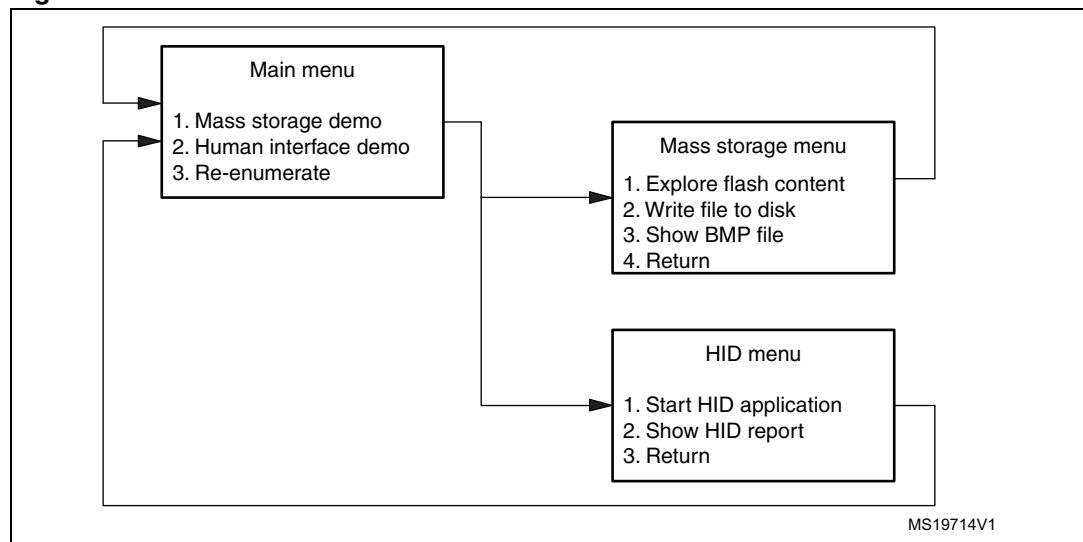 Main menu
1. Mass storage demo
2. Human interface demo
3. Re-enumerate
Mass storage menu
1. Explore flash content
2. Write file to disk
3. Show BMP file
4. Return
HID menu
1. Start HID application
2. Show HID report
3. Return
MS19714V1